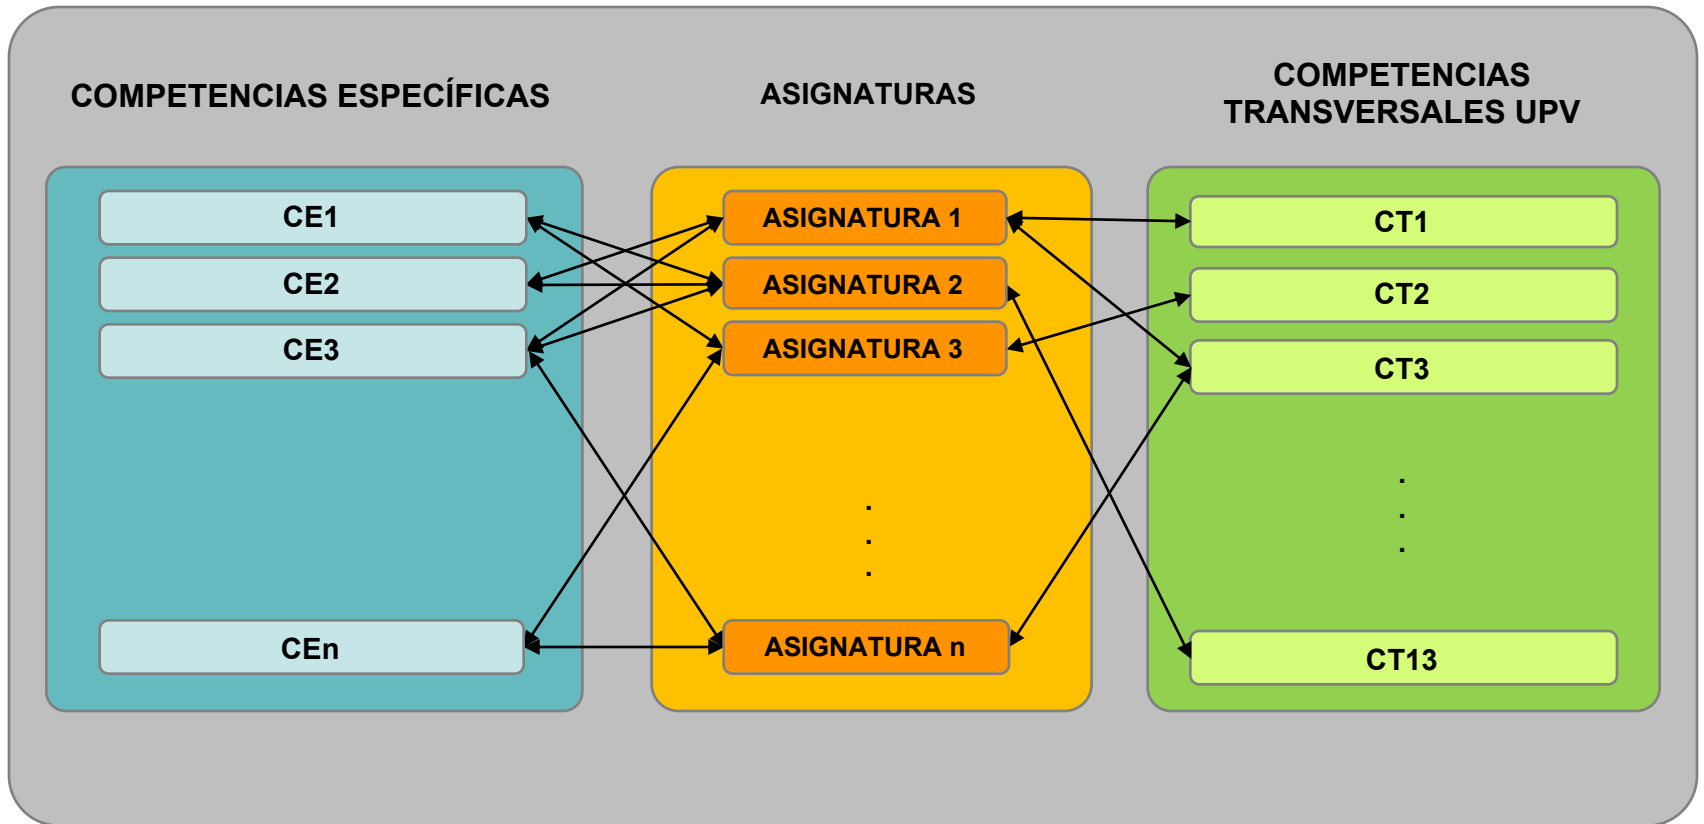 COMPETENCIAS ESPECÍFICAS
CE1
CE2
CE3
CEn
ASIGNATURAS
ASIGNATURA 1
ASIGNATURA 2
ASIGNATURA 3
.
.
.
ASIGNATURA n
COMPETENCIAS
TRANSVERSALES UPV
CT1
CT2
CT3
.
.
.
CT13